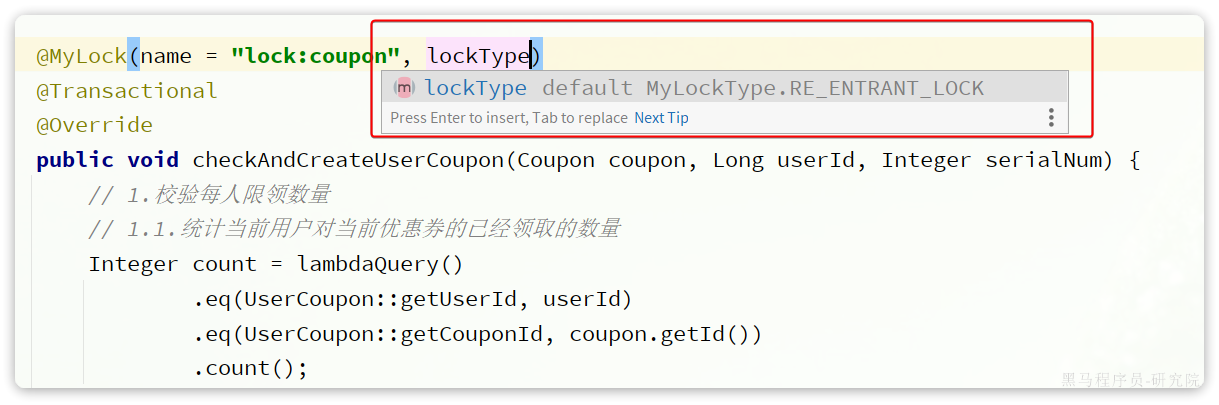 @MyLock(name = "lock:coupon", lockType)
m lockType default MyLockType.RE_ENTRANT_LOCK
Press Enter to insert, Tab to replace Next Tip
@Transactional
@Override
public void checkAndCreateUserCoupon(Coupon coupon, Long userId, Integer serialNum) {
// 1.校验每人限领数量
// 1.1.统计当前用户对当前优惠券的已经领取的数量
Integer count = lambdaQuery()
.eq(UserCoupon::getUserId, userId)
.eq(UserCoupon::getCouponId, coupon.getId())
.count();
黑马程序员-研究院